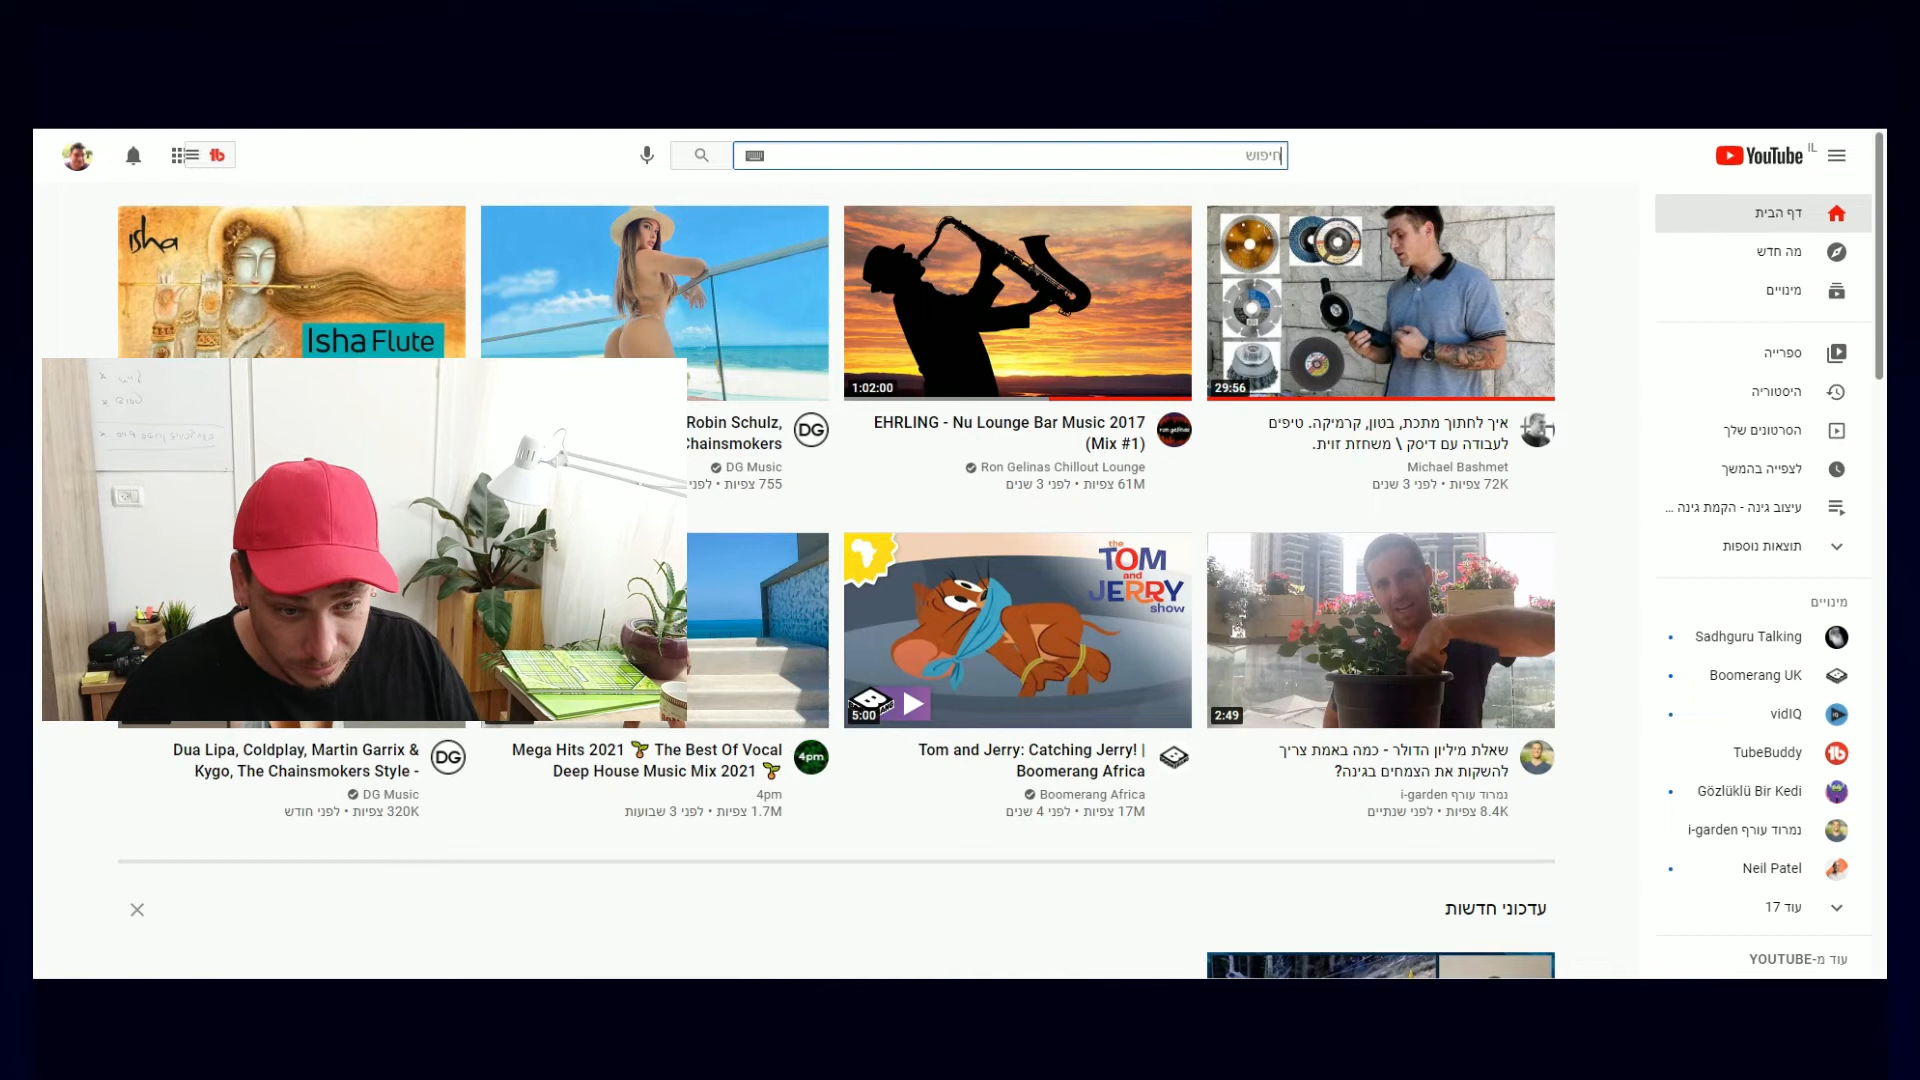 YouTube IL
חיפוש
דף הבית
מה חדש
מינויים
ספרייה
היסטוריה
הסרטונים שלך
לצפייה בהמשך
עיצוב גינה - הקמת גינה ...
תוצאות נוספות
מינויים
Sadhguru Talking
Boomerang UK
vidIQ
TubeBuddy
Gözlüklü Bir Kedi
נמרוד עורף i-garden
Neil Patel
עוד 17
עוד מ-YOUTUBE
29:56
איך לחתוך מתכת, בטון, קרמיקה. טיפים
לעבודה עם דיסק \ משחזת זוית.
Michael Bashmet
72K צפיות • לפני 3 שנים
1:02:00
EHRLING - Nu Lounge Bar Music 2017
(Mix #1)
Ron Gelinas Chillout Lounge
61M צפיות • לפני 3 שנים
Robin Schulz,
Chainsmokers
DG
DG Music
755 צפיות • לפני
isha
Isha Flute
2:49
שאלת מיליון הדולר - כמה באמת צריך
להשקות את הצמחים בגינה?
נמרוד עורף i-garden
8.4K צפיות • לפני שנתיים
the
TOM
and
JERRY
show
5:00
Tom and Jerry: Catching Jerry! |
Boomerang Africa
Boomerang Africa
17M צפיות • לפני 4 שנים
Mega Hits 2021 🌱 The Best Of Vocal
Deep House Music Mix 2021 🌱
4pm
4pm
1.7M צפיות • לפני 3 שבועות
Dua Lipa, Coldplay, Martin Garrix &
Kygo, The Chainsmokers Style -
DG
DG Music
320K צפיות • לפני חודש
עדכוני חדשות